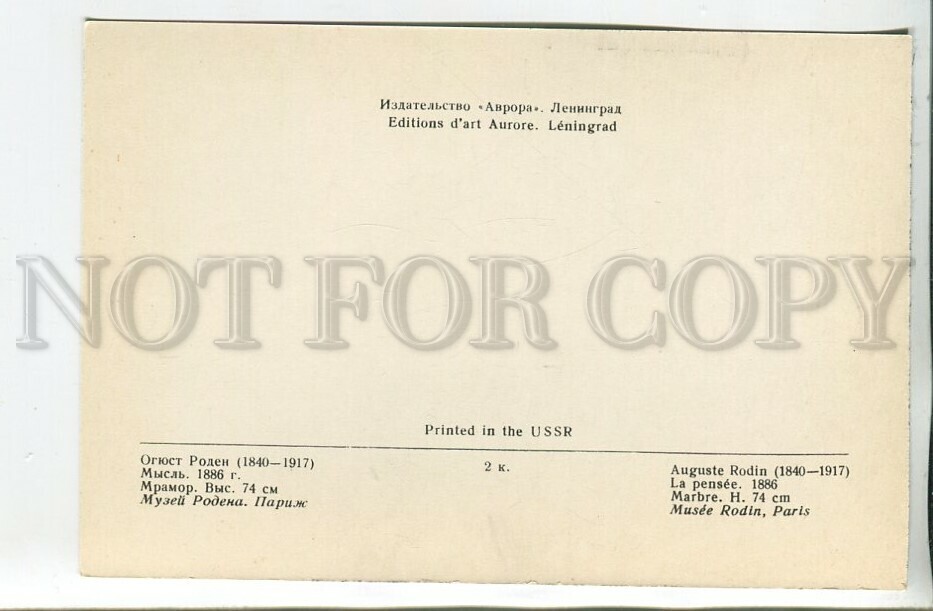 Издательство «Аврора». Ленинград
Editions d'art Aurore. Léningrad
NOT FOR COPY
Printed in the USSR
Огюст Роден (1840—1917)
Мысль. 1886 г.
Мрамор. Выс. 74 см
Музей Родена. Париж
2 к.
Auguste Rodin (1840—1917)
La pensée. 1886
Marbre. H. 74 cm
Musée Rodin, Paris